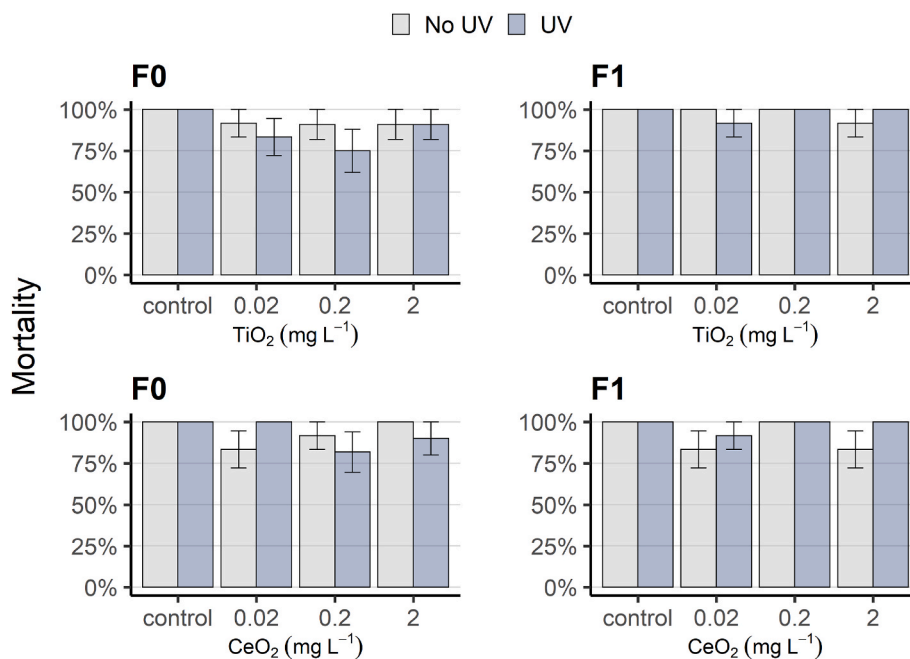 No UV UV
F0 F1
100% 100%
75% 75%
50% 50%
25% 25%
0% 0%
control 0.02 0.2 2 control 0.02 0.2 2
TiO₂ (mg L⁻¹) TiO₂ (mg L⁻¹)
Mortality
F0 F1
100% 100%
75% 75%
50% 50%
25% 25%
0% 0%
control 0.02 0.2 2 control 0.02 0.2 2
CeO₂ (mg L⁻¹) CeO₂ (mg L⁻¹)